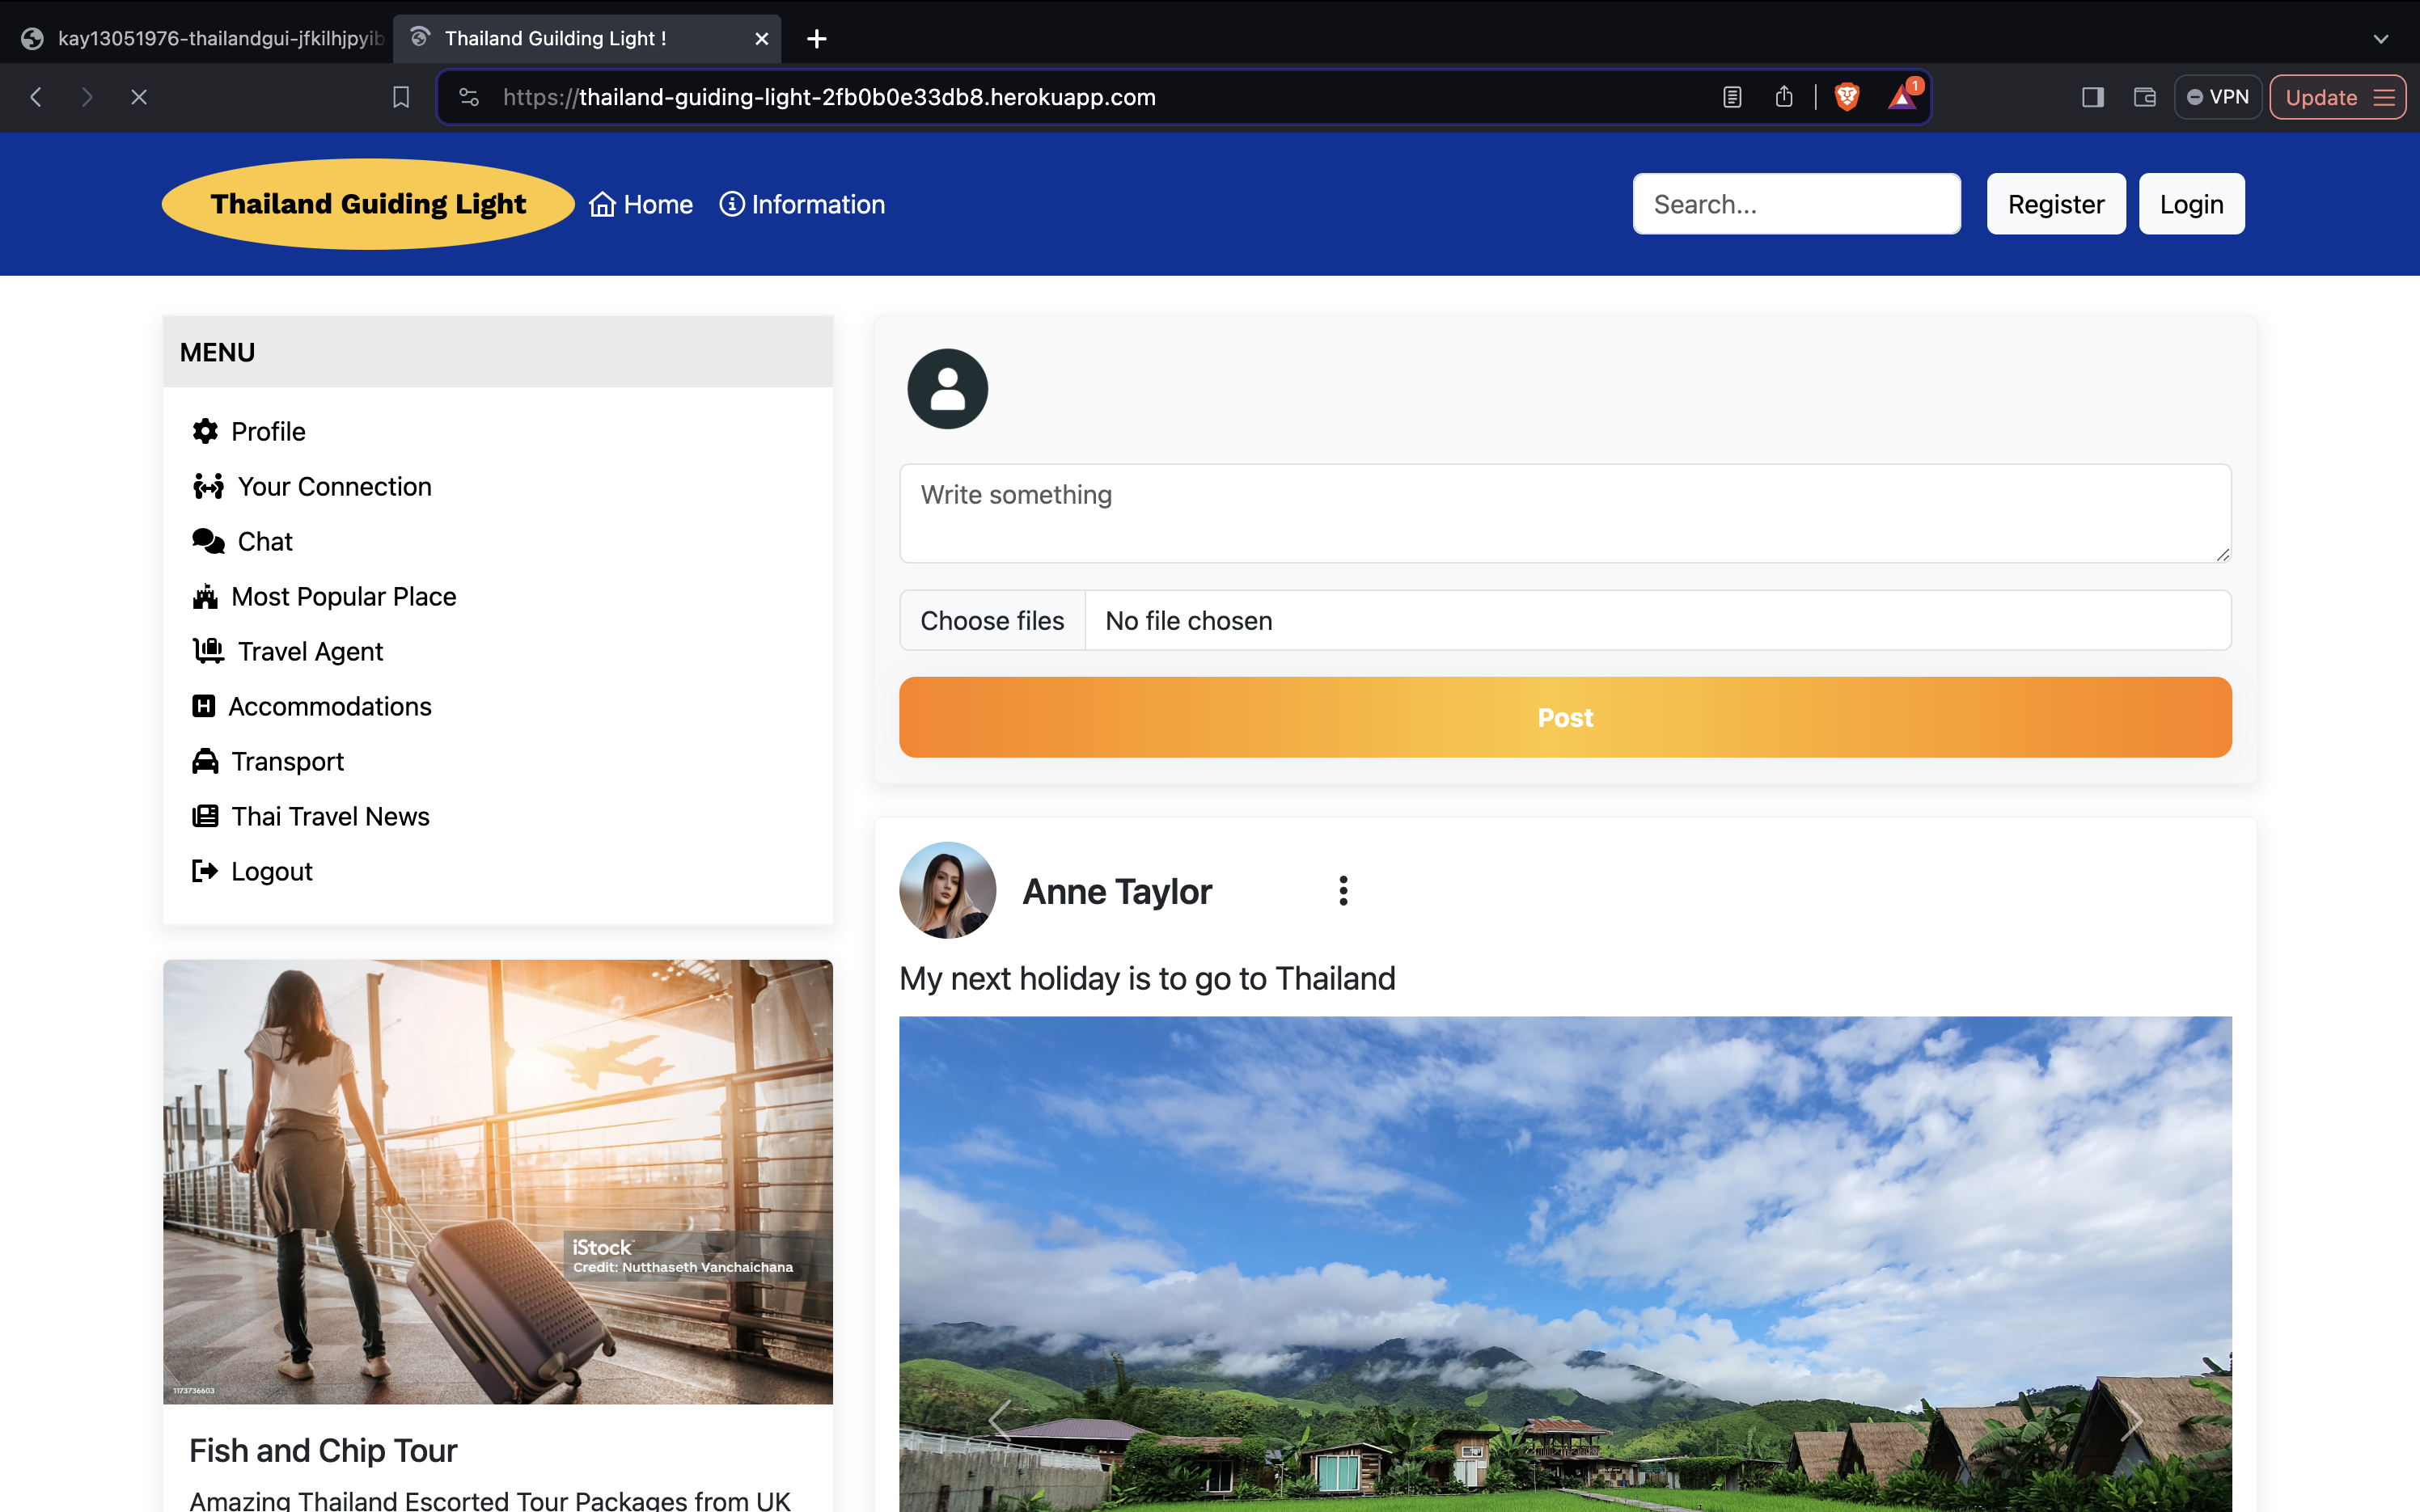 kay13051976-thailandgui-jfkilhjpyib
Thailand Guilding Light !
https://thailand-guiding-light-2fb0b0e33db8.herokuapp.com
1
VPN
Update
Thailand Guiding Light
Home
Information
Search...
Register
Login
MENU
Profile
Your Connection
Chat
Most Popular Place
Travel Agent
H
Accommodations
Transport
Thai Travel News
Logout
Write something
Choose files
No file chosen
Post
Anne Taylor
My next holiday is to go to Thailand
iStock
Credit: Nutthaseth Vanchaichana
1173736603
Fish and Chip Tour
Amazing Thailand Escorted Tour Packages from UK